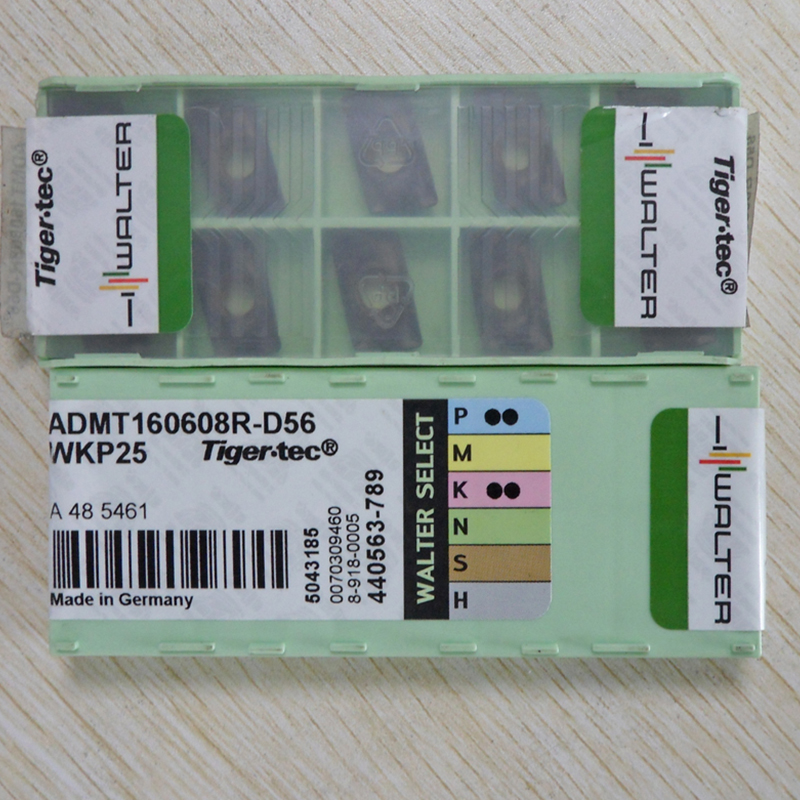 Tiger·tec®
WALTER
WALTER
Tiger·tec®
ADMT160608R-D56
WKP25 Tiger·tec®
A 48 5461
Made in Germany
5043185
0070309460
8-918-0005
440563-789
WALTER SELECT
P
M
K
N
S
H
WALTER